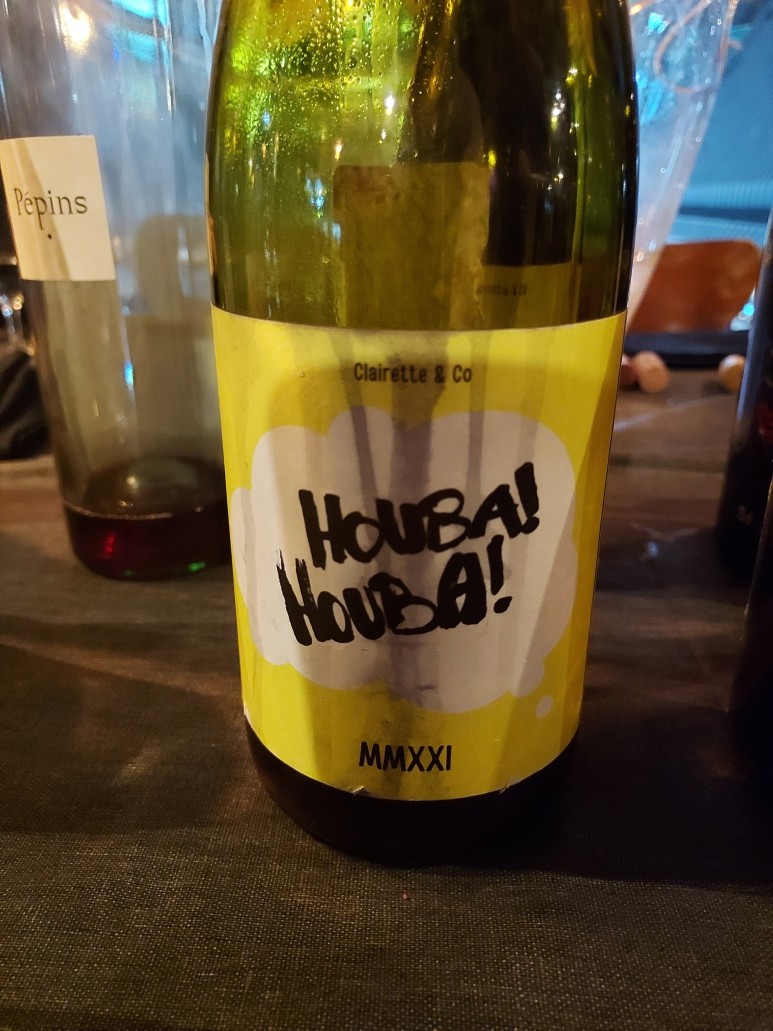 Pépins
Clairette & Co
HOUBA!
HOUBA!
MMXXI